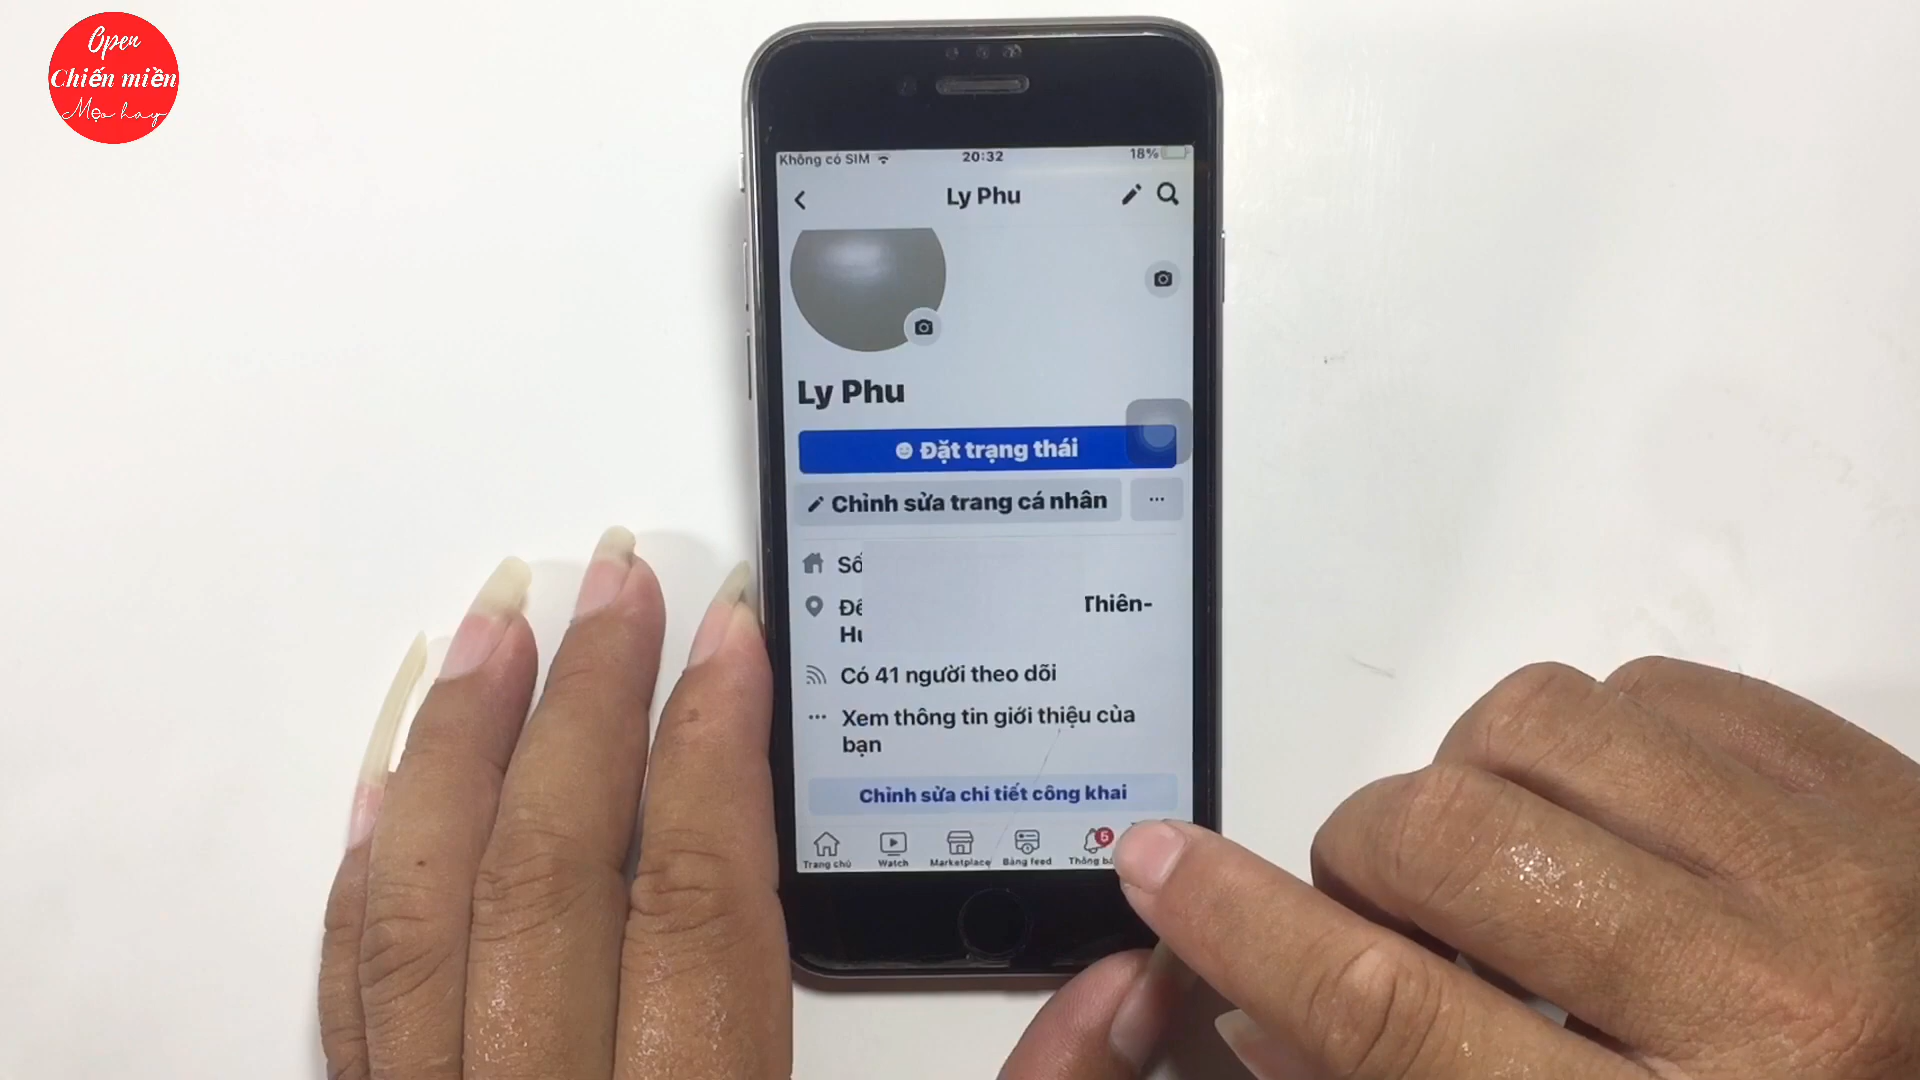 Open
Chiến miền
Mẹo hay
Không có SIM 20:32 18%
Ly Phu
Ly Phu
Đặt trạng thái
Chỉnh sửa trang cá nhân
Số
Thiên-
Có 41 người theo dõi
Xem thông tin giới thiệu của
bạn
Chỉnh sửa chi tiết công khai
5
Trang chủ Watch Marketplace Bảng feed Thông